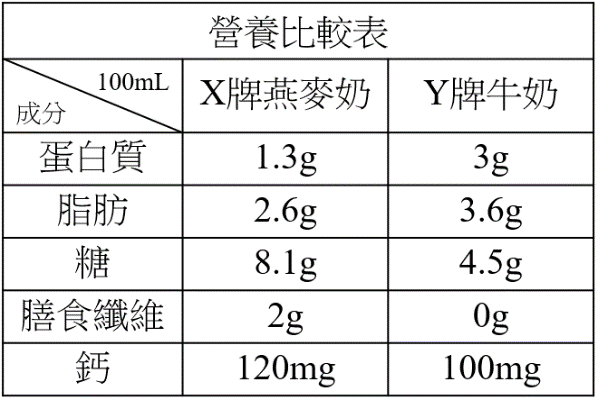 營養比較表
100mL
成分
X牌燕麥奶 Y牌牛奶
蛋白質 1.3g 3g
脂肪 2.6g 3.6g
糖 8.1g 4.5g
膳食纖維 2g 0g
鈣 120mg 100mg